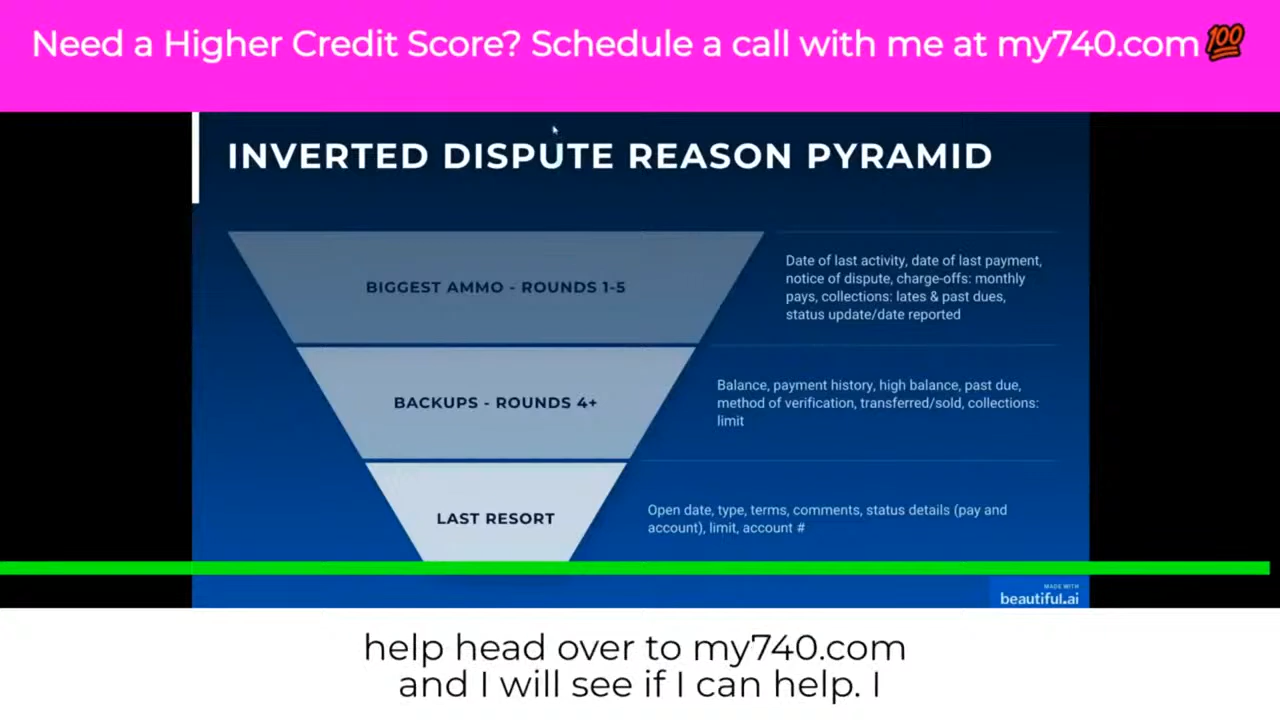 Need a Higher Credit Score? Schedule a call with me at my740.com💯
INVERTED DISPUTE REASON PYRAMID
BIGGEST AMMO - ROUNDS 1-5
Date of last activity, date of last payment,
notice of dispute, charge-offs: monthly
pays, collections: lates & past dues,
status update/date reported
BACKUPS - ROUNDS 4+
Balance, payment history, high balance, past due,
method of verification, transferred/sold, collections:
limit
LAST RESORT
Open date, type, terms, comments, status details (pay and
account), limit, account #
MADE WITH
beautiful.ai
help head over to my740.com
and I will see if I can help. I